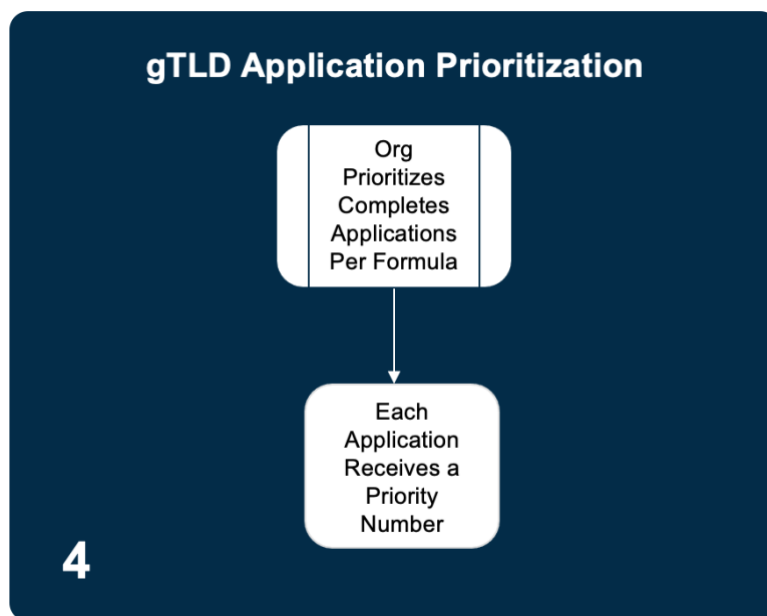 gTLD Application Prioritization
Org
Prioritizes
Completes
Applications
Per Formula
Each
Application
Receives a
Priority
Number
4